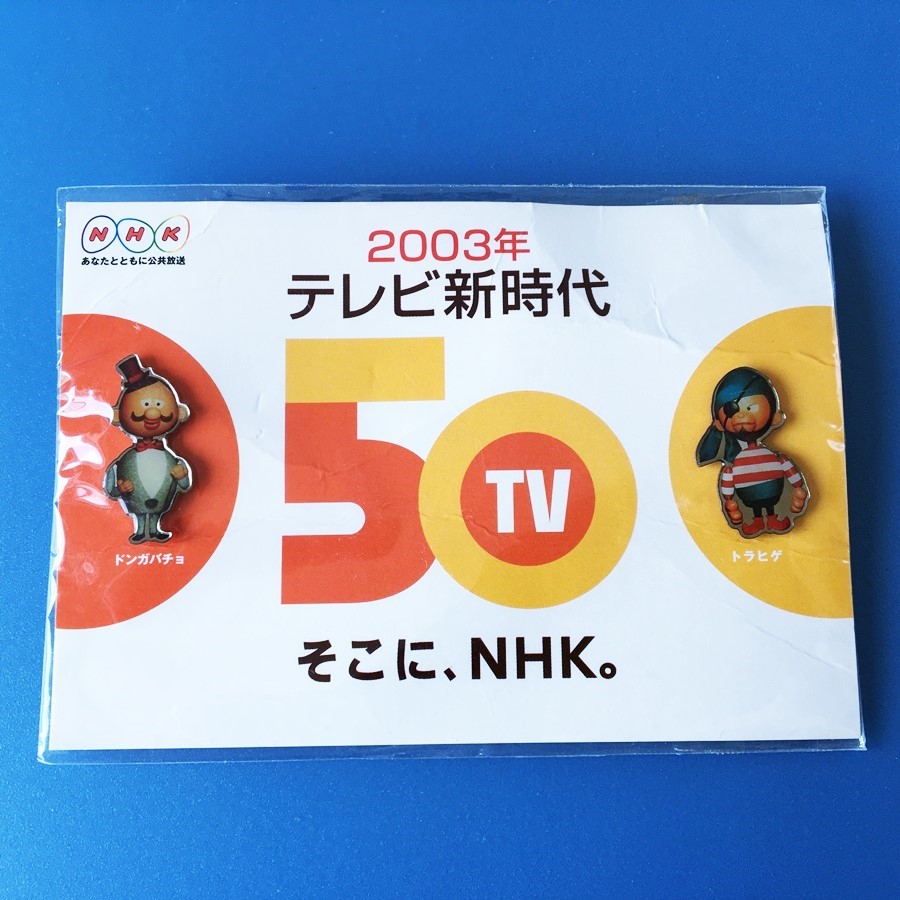 NHK
あなたとともに公共放送
2003年
テレビ新時代
50
TV
ドンガバチョ
トラヒゲ
そこに、NHK。